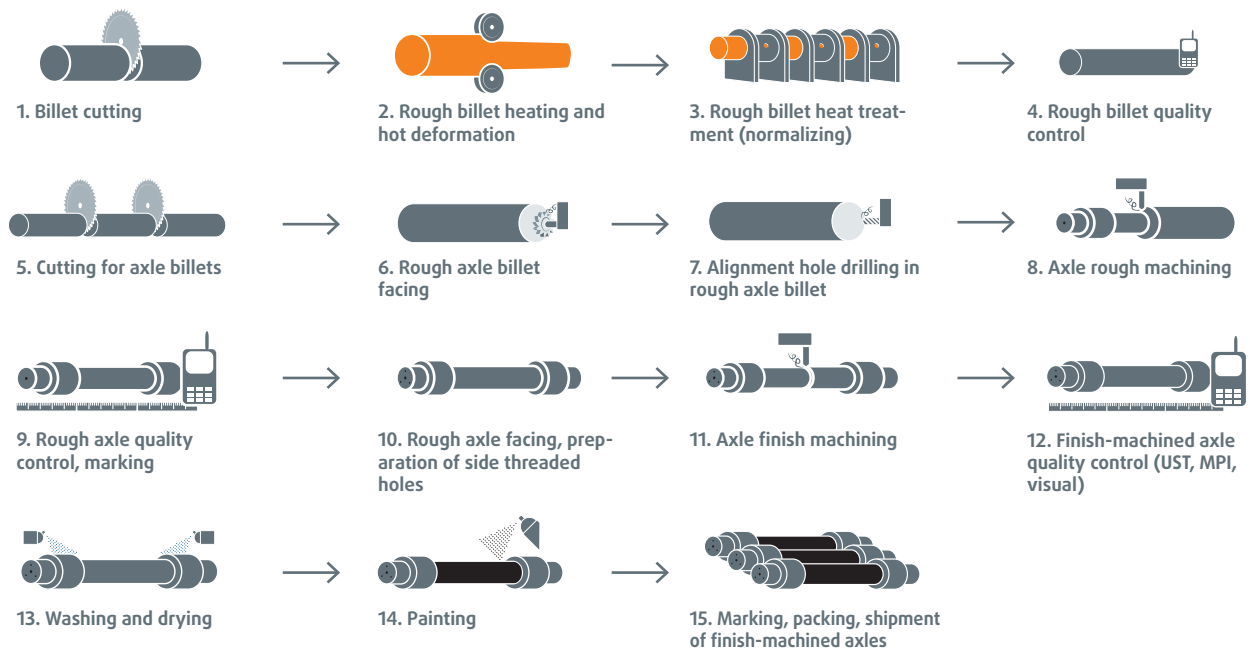 1. Billet cutting
2. Rough billet heating and
hot deformation
3. Rough billet heat treat-
ment (normalizing)
4. Rough billet quality
control
5. Cutting for axle billets
6. Rough axle billet
facing
7. Alignment hole drilling in
rough axle billet
8. Axle rough machining
9. Rough axle quality
control, marking
10. Rough axle facing, prep-
aration of side threaded
holes
11. Axle finish machining
12. Finish-machined axle
quality control (UST, MPI,
visual)
13. Washing and drying
14. Painting
15. Marking, packing, shipment
of finish-machined axles